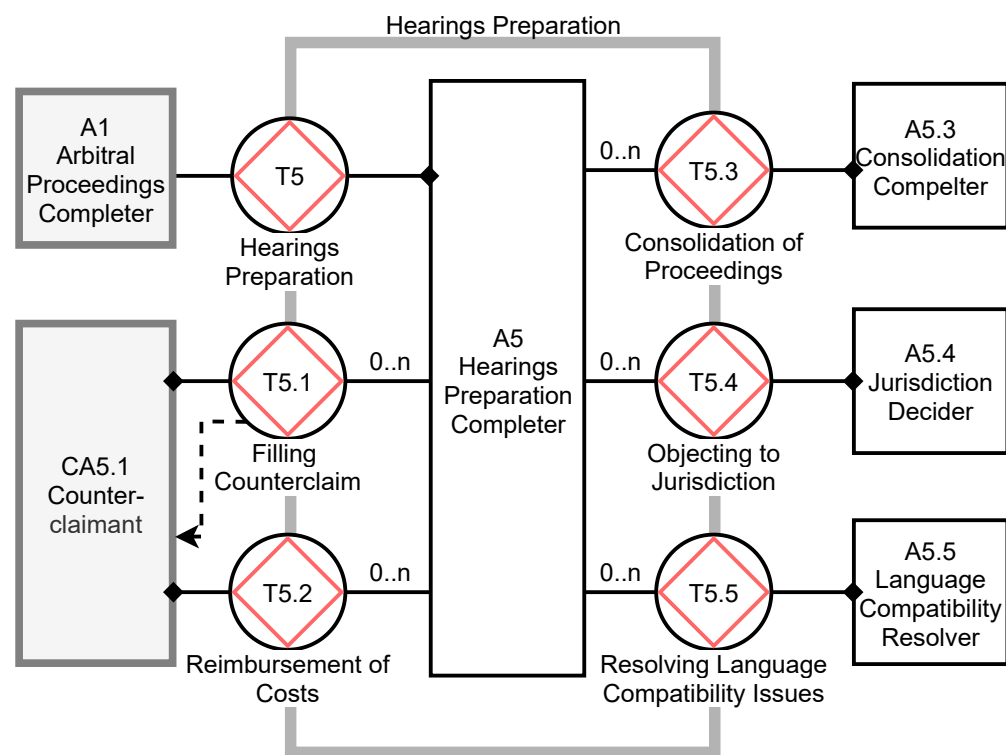 Hearings Preparation
A1
Arbitral
Proceedings
Completer
T5
Hearings
Preparation
0..n
T5.3
Consolidation of
Proceedings
A5.3
Consolidation
Compelter
CA5.1
Counter-
claimant
T5.1
Filling
Counterclaim
0..n
A5
Hearings
Preparation
Completer
0..n
T5.4
Objecting to
Jurisdiction
A5.4
Jurisdiction
Decider
T5.2
Reimbursement of
Costs
0..n
0..n
T5.5
Resolving Language
Compatibility Issues
A5.5
Language
Compatibility
Resolver